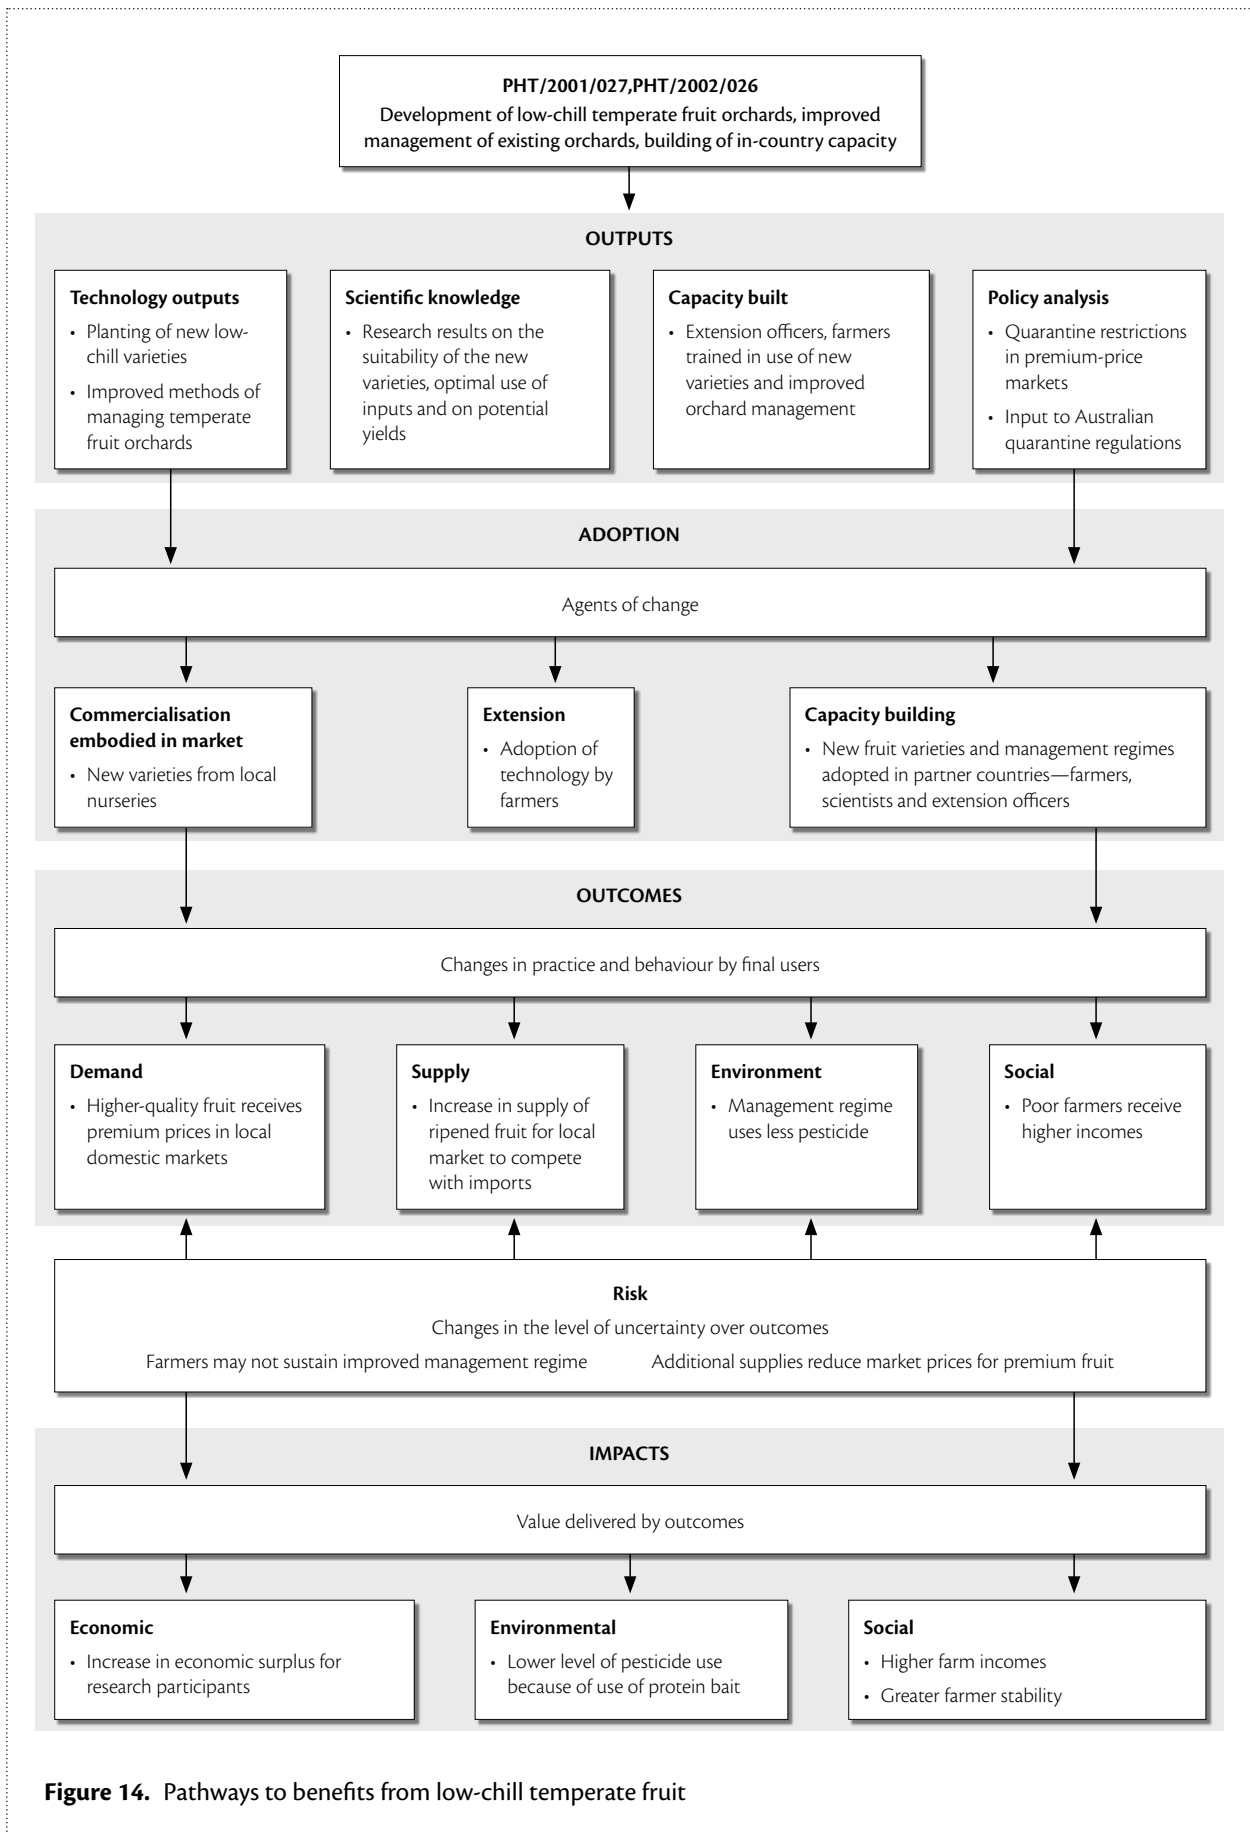 PHT/2001/027,PHT/2002/026
Development of low-chill temperate fruit orchards, improved
management of existing orchards, building of in-country capacity
OUTPUTS
Technology outputs
• Planting of new low-
chill varieties
• Improved methods of
managing temperate
fruit orchards
Scientific knowledge
• Research results on the
suitability of the new
varieties, optimal use of
inputs and on potential
yields
Capacity built
• Extension officers, farmers
trained in use of new
varieties and improved
orchard management
Policy analysis
• Quarantine restrictions
in premium-price
markets
• Input to Australian
quarantine regulations
ADOPTION
Agents of change
Commercialisation
embodied in market
• New varieties from local
nurseries
Extension
• Adoption of
technology by
farmers
Capacity building
• New fruit varieties and management regimes
adopted in partner countries—farmers,
scientists and extension officers
OUTCOMES
Changes in practice and behaviour by final users
Demand
• Higher-quality fruit receives
premium prices in local
domestic markets
Supply
• Increase in supply of
ripened fruit for local
market to compete
with imports
Environment
• Management regime
uses less pesticide
Social
• Poor farmers receive
higher incomes
Risk
Changes in the level of uncertainty over outcomes
Farmers may not sustain improved management regime Additional supplies reduce market prices for premium fruit
IMPACTS
Value delivered by outcomes
Economic
• Increase in economic surplus for
research participants
Environmental
• Lower level of pesticide use
because of use of protein bait
Social
• Higher farm incomes
• Greater farmer stability
Figure 14. Pathways to benefits from low-chill temperate fruit